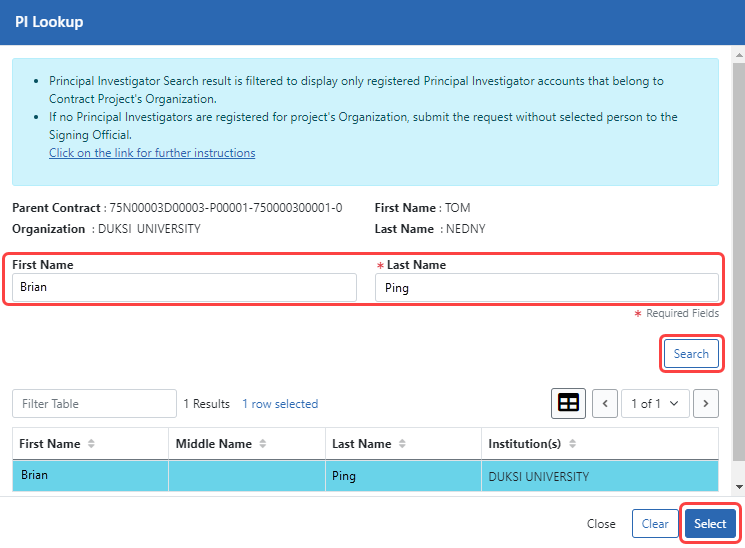 PI Lookup
• Principal Investigator Search result is filtered to display only registered Principal Investigator accounts that belong to
Contract Project's Organization.
• If no Principal Investigators are registered for project's Organization, submit the request without selected person to the
Signing Official.
Click on the link for further instructions
Parent Contract : 75N00003D00003-P00001-750000300001-0 First Name : TOM
Organization : DUKSI UNIVERSITY Last Name : NEDNY
First Name * Last Name
Brian Ping
* Required Fields
Search
Filter Table 1 Results 1 row selected 1 of 1
First Name Middle Name Last Name Institution(s)
Brian Ping DUKSI UNIVERSITY
Close Clear Select